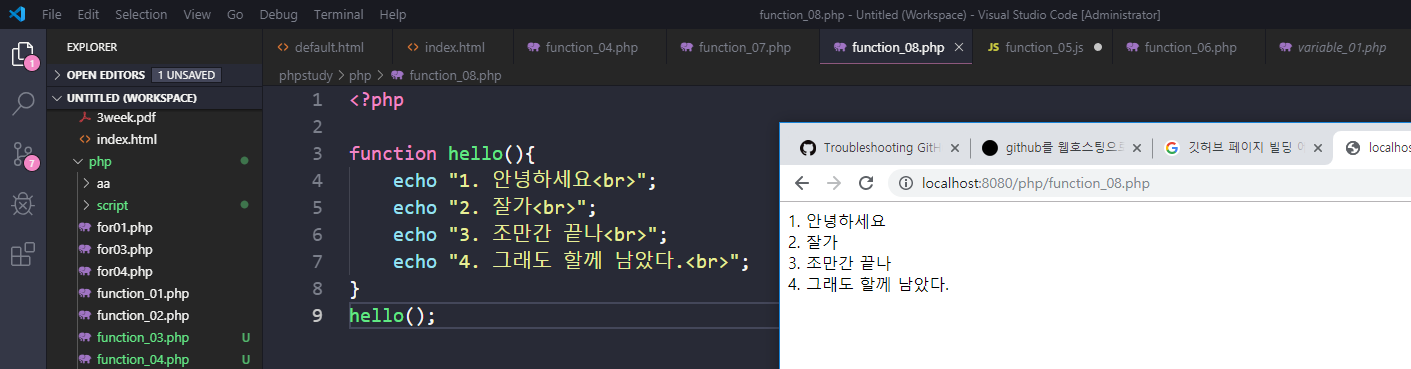 File Edit Selection View Go Debug Terminal Help function_08.php - Untitled (Workspace) - Visual Studio Code [Administrator]
EXPLORER
default.html index.html function_04.php function_07.php function_08.php JS function_05.js function_06.php variable_01.php
OPEN EDITORS 1 UNSAVED
phpstudy > php > function_08.php
UNTITLED (WORKSPACE)
3week.pdf
index.html
php
aa
script
for01.php
for03.php
for04.php
function_01.php
function_02.php
function_03.php U
function_04.php U
1
7
1 <?php
2
3 function hello(){
4 echo "1. 안녕하세요<br>";
5 echo "2. 잘가<br>";
6 echo "3. 조만간 끝나<br>";
7 echo "4. 그래도 할께 남았다.<br>";
8 }
9 hello();
Troubleshooting GitH github를 웹호스팅으로 깃허브 페이지 빌딩 localhos
localhost:8080/php/function_08.php
1. 안녕하세요
2. 잘가
3. 조만간 끝나
4. 그래도 할께 남았다.